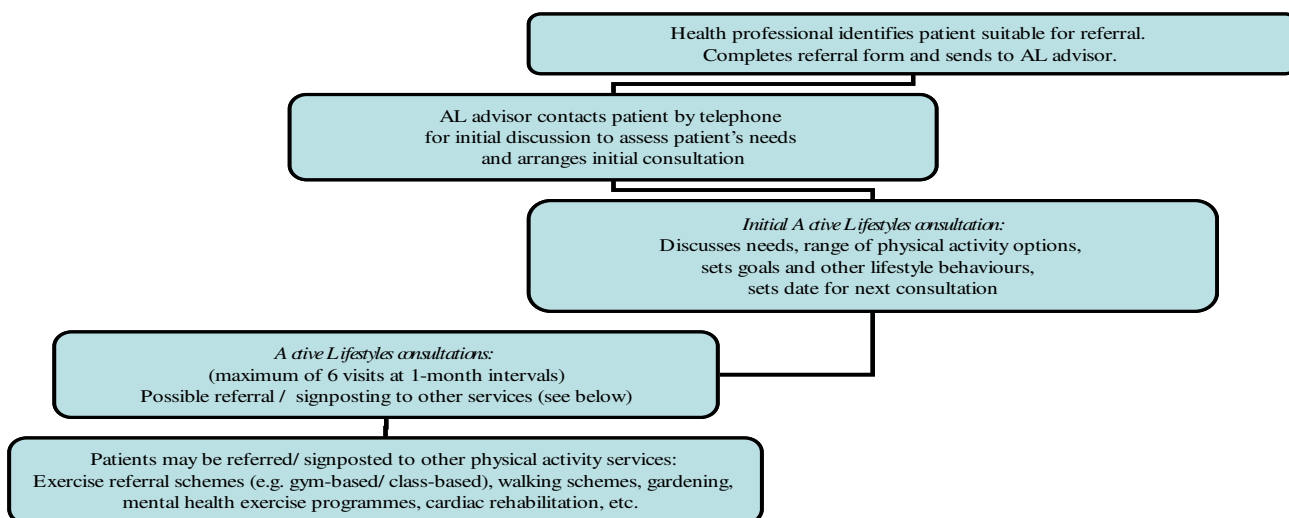 Health professional identifies patient suitable for referral.
Completes referral form and sends to AL advisor.
AL advisor contacts patient by telephone
for initial discussion to assess patient's needs
and arranges initial consultation
Initial Active Lifestyles consultation:
Discusses needs, range of physical activity options,
sets goals and other lifestyle behaviours,
sets date for next consultation
Active Lifestyles consultations:
(maximum of 6 visits at 1-month intervals)
Possible referral / signposting to other services (see below)
Patients may be referred/ signposted to other physical activity services:
Exercise referral schemes (e.g. gym-based/ class-based), walking schemes, gardening,
mental health exercise programmes, cardiac rehabilitation, etc.